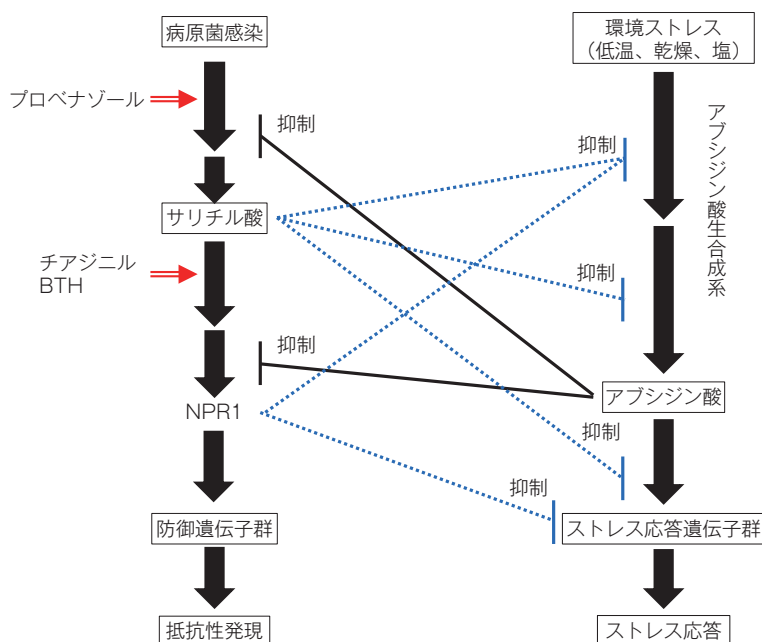 病原菌感染
環境ストレス
(低温、乾燥、塩)
プロベナゾール
抑制
抑制
アブシジン酸生合成系
サリチル酸
チアジニル
BTH
抑制
抑制
アブシジン酸
NPR1
抑制
抑制
防御遺伝子群
ストレス応答遺伝子群
抵抗性発現
ストレス応答